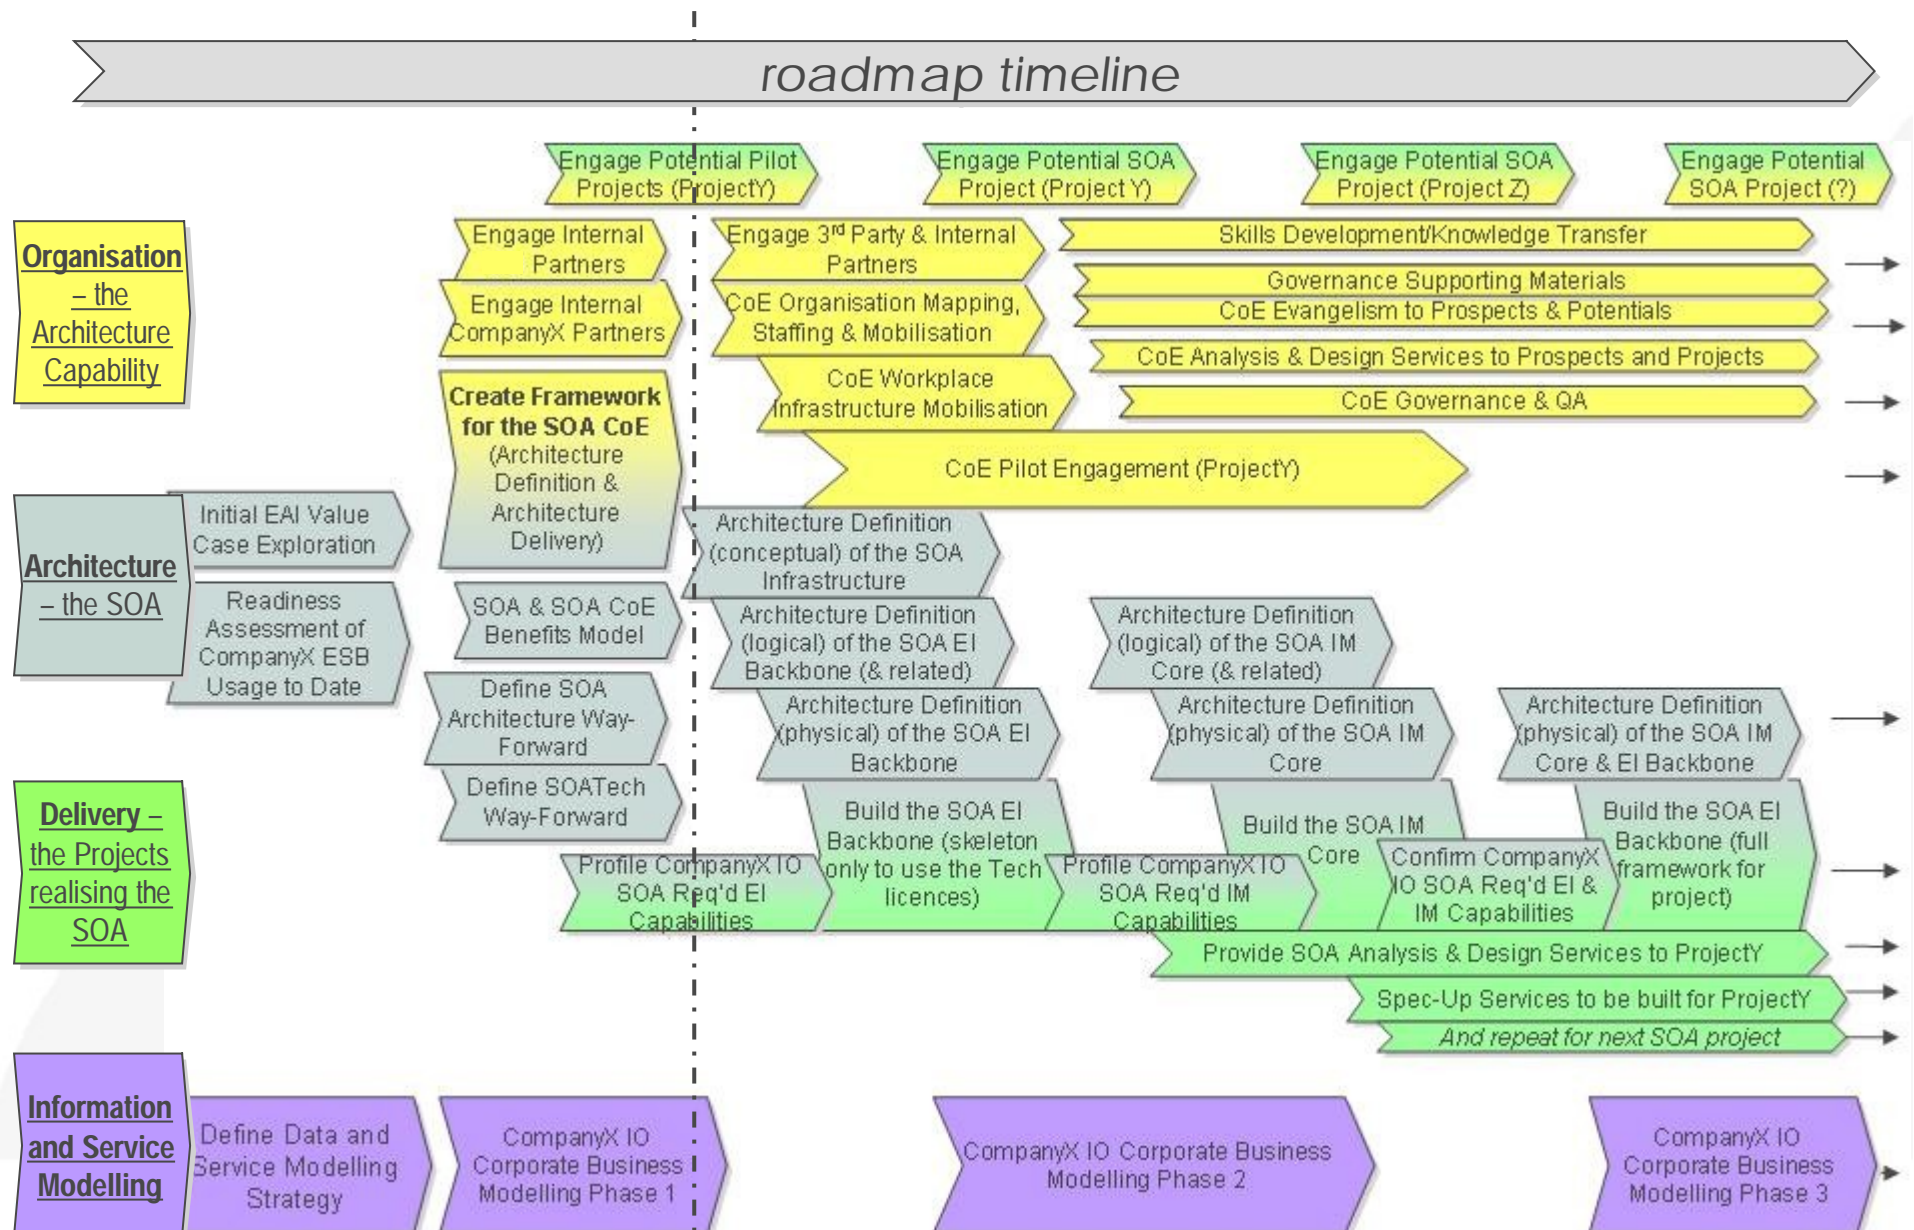 roadmap timeline
Engage Potential Pilot
Projects (ProjectY)
Engage Potential SOA
Project (Project Y)
Engage Potential SOA
Project (Project Z)
Engage Potential
SOA Project (?)
Organisation
– the
Architecture
Capability
Engage Internal
Partners
Engage Internal
CompanyX Partners
Create Framework
for the SOA CoE
(Architecture
Definition &
Architecture
Delivery)
Engage 3rd Party & Internal
Partners
CoE Organisation Mapping,
Staffing & Mobilisation
CoE Workplace
Infrastructure Mobilisation
CoE Pilot Engagement (ProjectY)
Skills Development/Knowledge Transfer
Governance Supporting Materials
CoE Evangelism to Prospects & Potentials
CoE Analysis & Design Services to Prospects and Projects
CoE Governance & QA
Architecture
– the SOA
Initial EAI Value
Case Exploration
Readiness
Assessment of
CompanyX ESB
Usage to Date
SOA & SOA CoE
Benefits Model
Define SOA
Architecture Way-
Forward
Define SOATech
Way-Forward
Architecture Definition
(conceptual) of the SOA
Infrastructure
Architecture Definition
(logical) of the SOA EI
Backbone (& related)
Architecture Definition
(physical) of the SOA EI
Backbone
Architecture Definition
(logical) of the SOA IM
Core (& related)
Architecture Definition
(physical) of the SOA IM
Core
Architecture Definition
(physical) of the SOA IM
Core & EI Backbone
Delivery –
the Projects
realising the
SOA
Profile CompanyX IO
SOA Req'd EI
Capabilities
Build the SOA EI
Backbone (skeleton
only to use the Tech
licences)
Profile CompanyX IO
SOA Req'd IM
Capabilities
Build the SOA IM
Core
Confirm CompanyX
IO SOA Req'd EI &
IM Capabilities
Build the SOA EI
Backbone (full
framework for
project)
Provide SOA Analysis & Design Services to ProjectY
Spec-Up Services to be built for ProjectY
And repeat for next SOA project
Information
and Service
Modelling
Define Data and
Service Modelling
Strategy
CompanyX IO
Corporate Business
Modelling Phase 1
CompanyX IO Corporate Business
Modelling Phase 2
CompanyX IO
Corporate Business
Modelling Phase 3